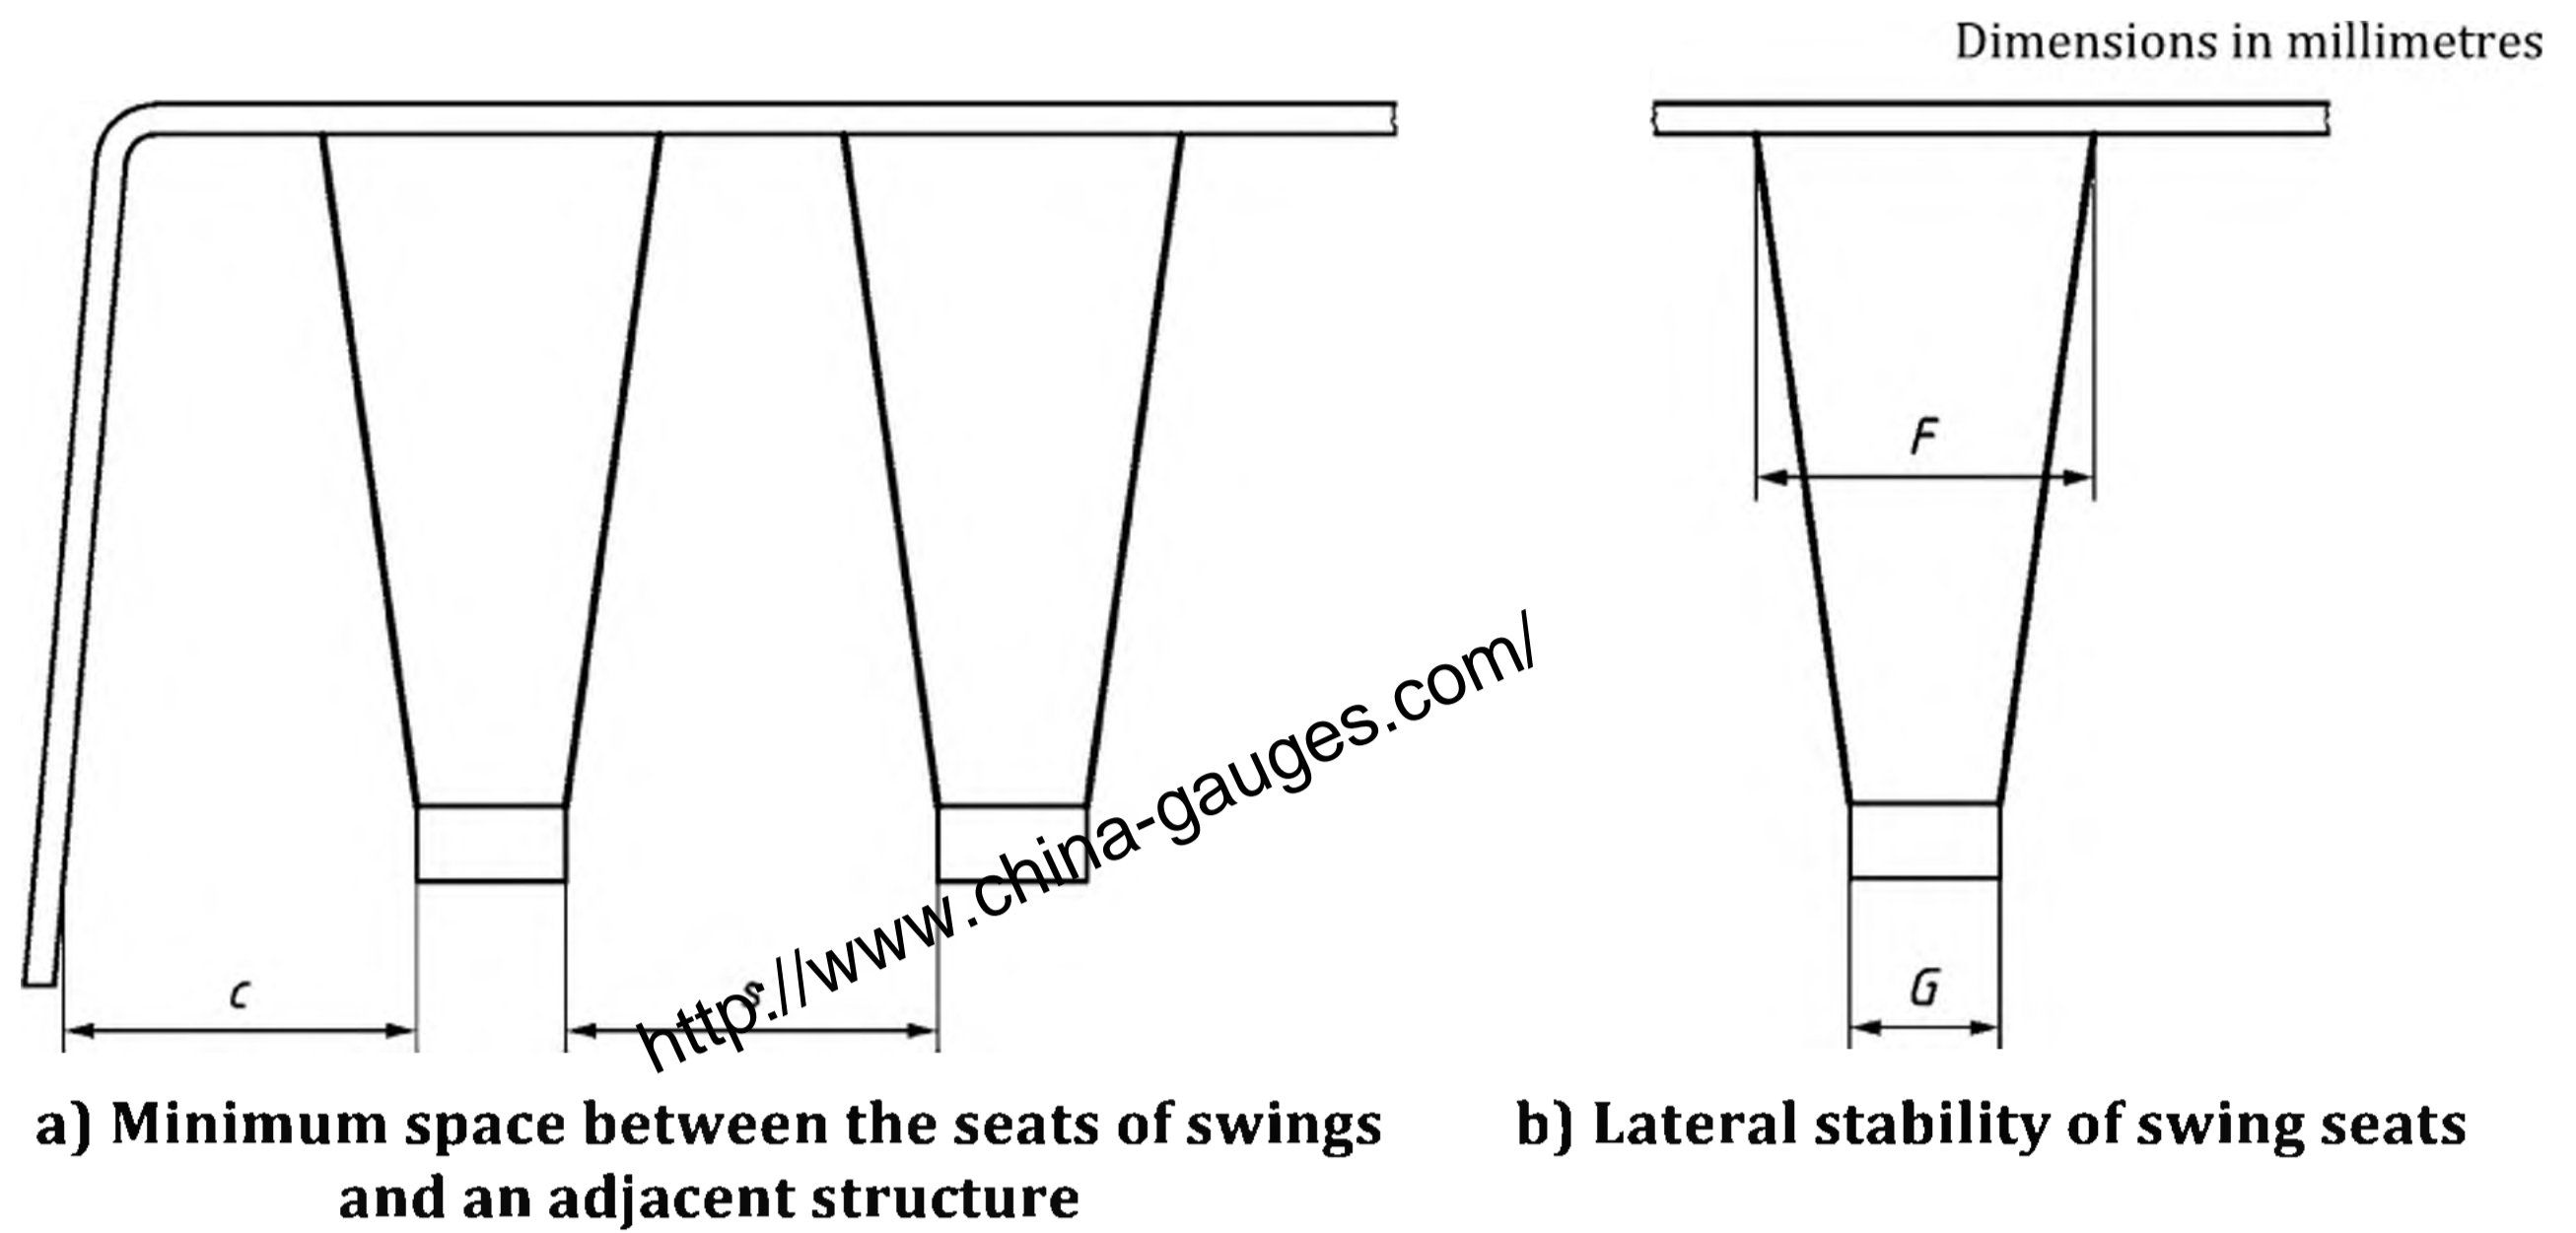 Dimensions in millimetres
F
http://www.china-gauges.com/
C
s
G
a) Minimum space between the seats of swings
and an adjacent structure
b) Lateral stability of swing seats